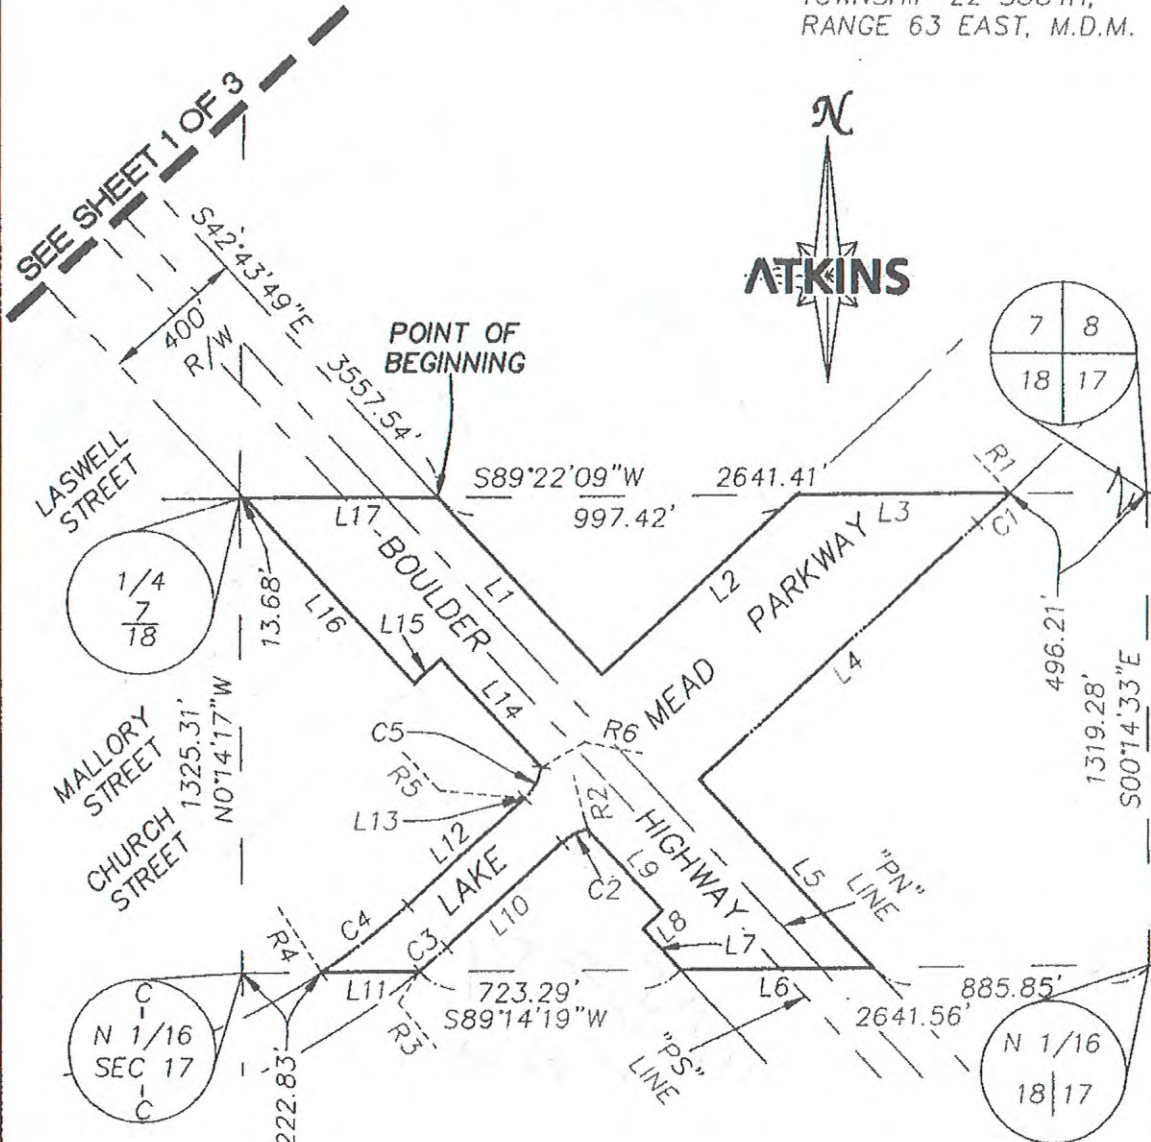 TOWNSHIP 22 SOUTH,
RANGE 63 EAST, M.D.M.
N
ATKINS
SEE SHEET 1 OF 3
S42°43'49"E
3557.54'
400'
R/W
POINT OF
BEGINNING
7 8
18 17
LASWELL
STREET
S89°22'09"W
2641.41'
997.42'
R1
C1
L3
L17
L1
L2
BOULDER
PARKWAY
1/4
7
18
13.68'
L16
L15
L14
L4
496.21'
1319.28'
S00°14'33"E
MEAD
R6
C5
R5
L13
R2
MALLORY
STREET
1325.31'
N0°14'17"W
CHURCH
STREET
L12
LAKE
HIGHWAY
L9
C2
L5
"PN"
LINE
C4
L10
L8
L7
R4
C3
L11
723.29'
S89°14'19"W
R3
L6
885.85'
2641.56'
"PS"
LINE
C
N 1/16
SEC 17
C
222.83'
N 1/16
18 17